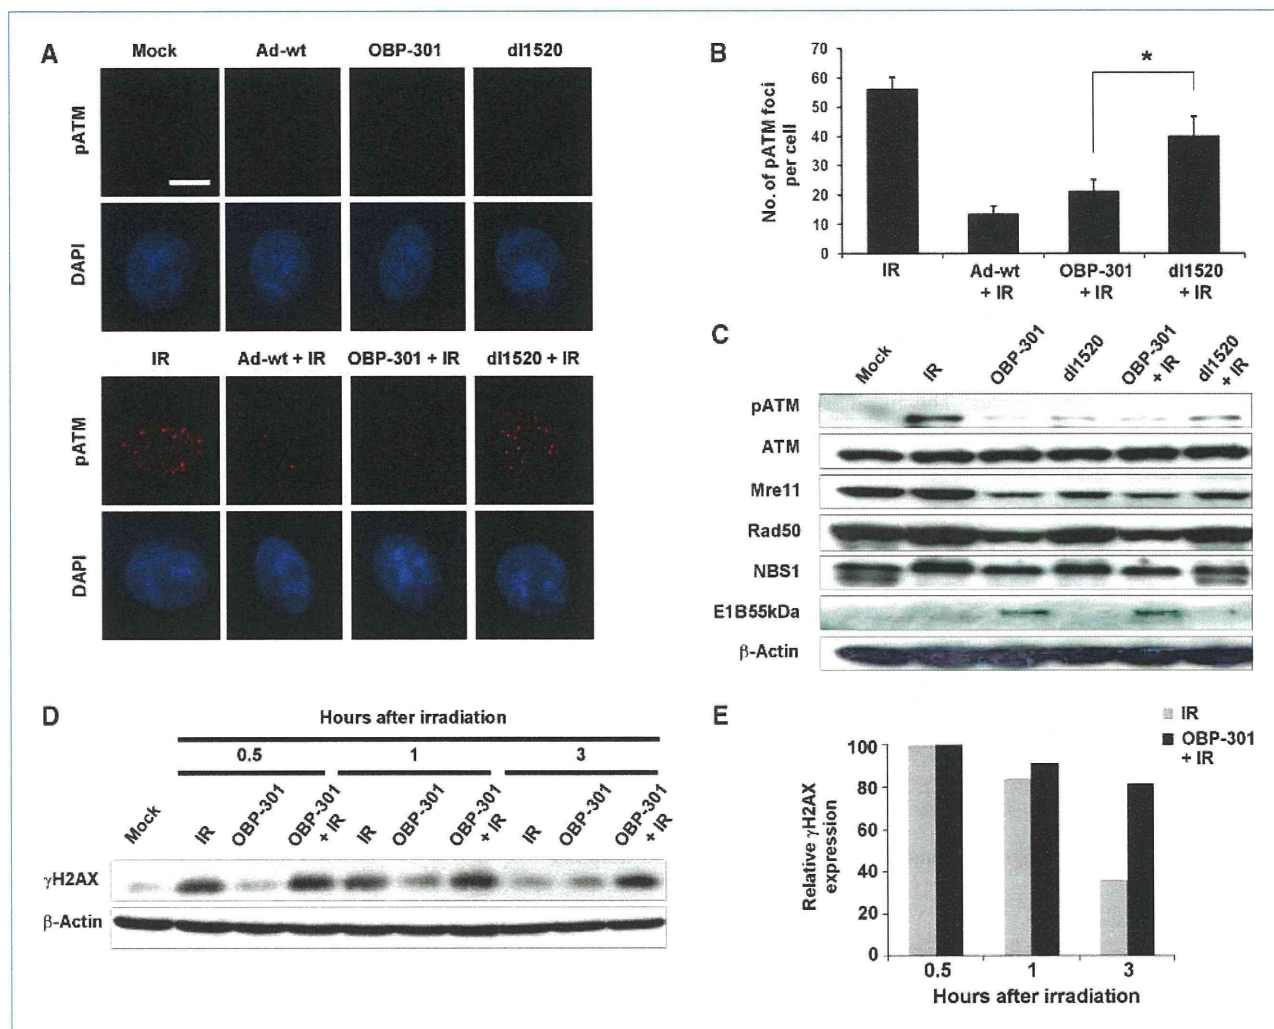 A
Mock Ad-wt OBP-301 dl1520
pATM
DAPI
IR Ad-wt + IR OBP-301 + IR dl1520 + IR
pATM
DAPI
B
No. of pATM foci
per cell
70
60
50
40
30
20
10
0
*
IR Ad-wt OBP-301 dl1520
+ IR + IR + IR
C
Mock IR OBP-301 dl1520 OBP-301 + IR dl1520 + IR
pATM
ATM
Mre11
Rad50
NBS1
E1B55kDa
β-Actin
D
Hours after irradiation
0.5 1 3
Mock IR OBP-301 OBP-301 + IR IR OBP-301 OBP-301 + IR IR OBP-301 OBP-301 + IR
γH2AX
β-Actin
E
IR
OBP-301
+ IR
Relative γH2AX
expression
100
80
60
40
20
0
0.5 1 3
Hours after irradiation